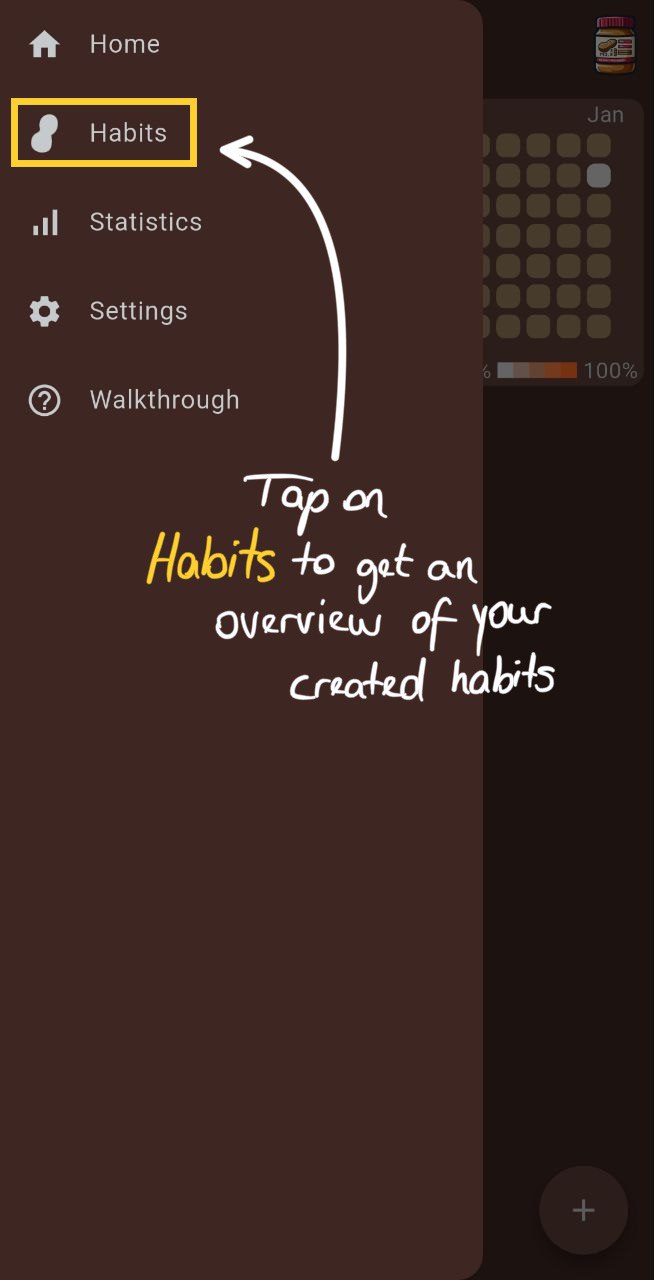 Home
Jan
Habits
Statistics
Settings
% 100%
Walkthrough
Tap on
Habits to get an
overview of your
created habits
+